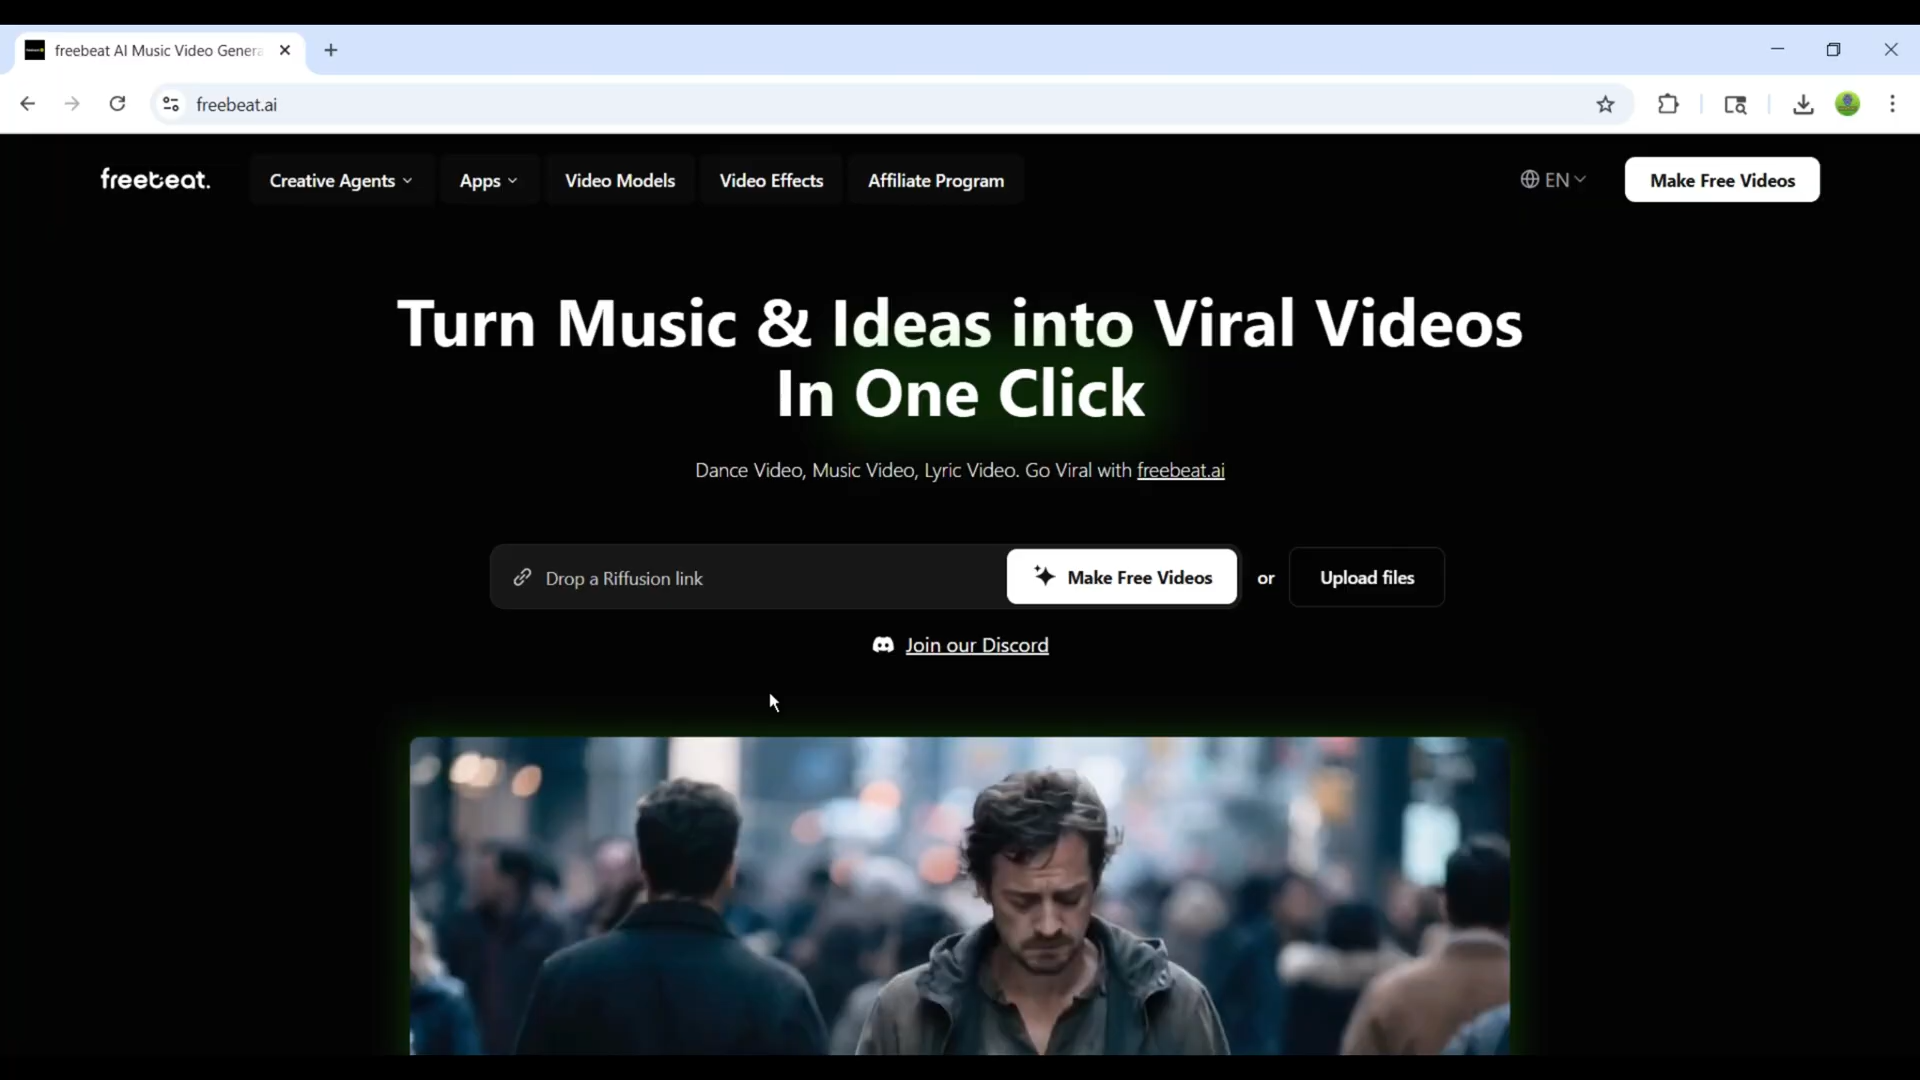 freebeat AI Music Video Genera
freebeat.ai
freebeat.
Creative Agents
Apps
Video Models
Video Effects
Affiliate Program
EN
Make Free Videos
Turn Music & Ideas into Viral Videos
In One Click
Dance Video, Music Video, Lyric Video. Go Viral with freebeat.ai
Drop a Riffusion link
Make Free Videos
or
Upload files
Join our Discord